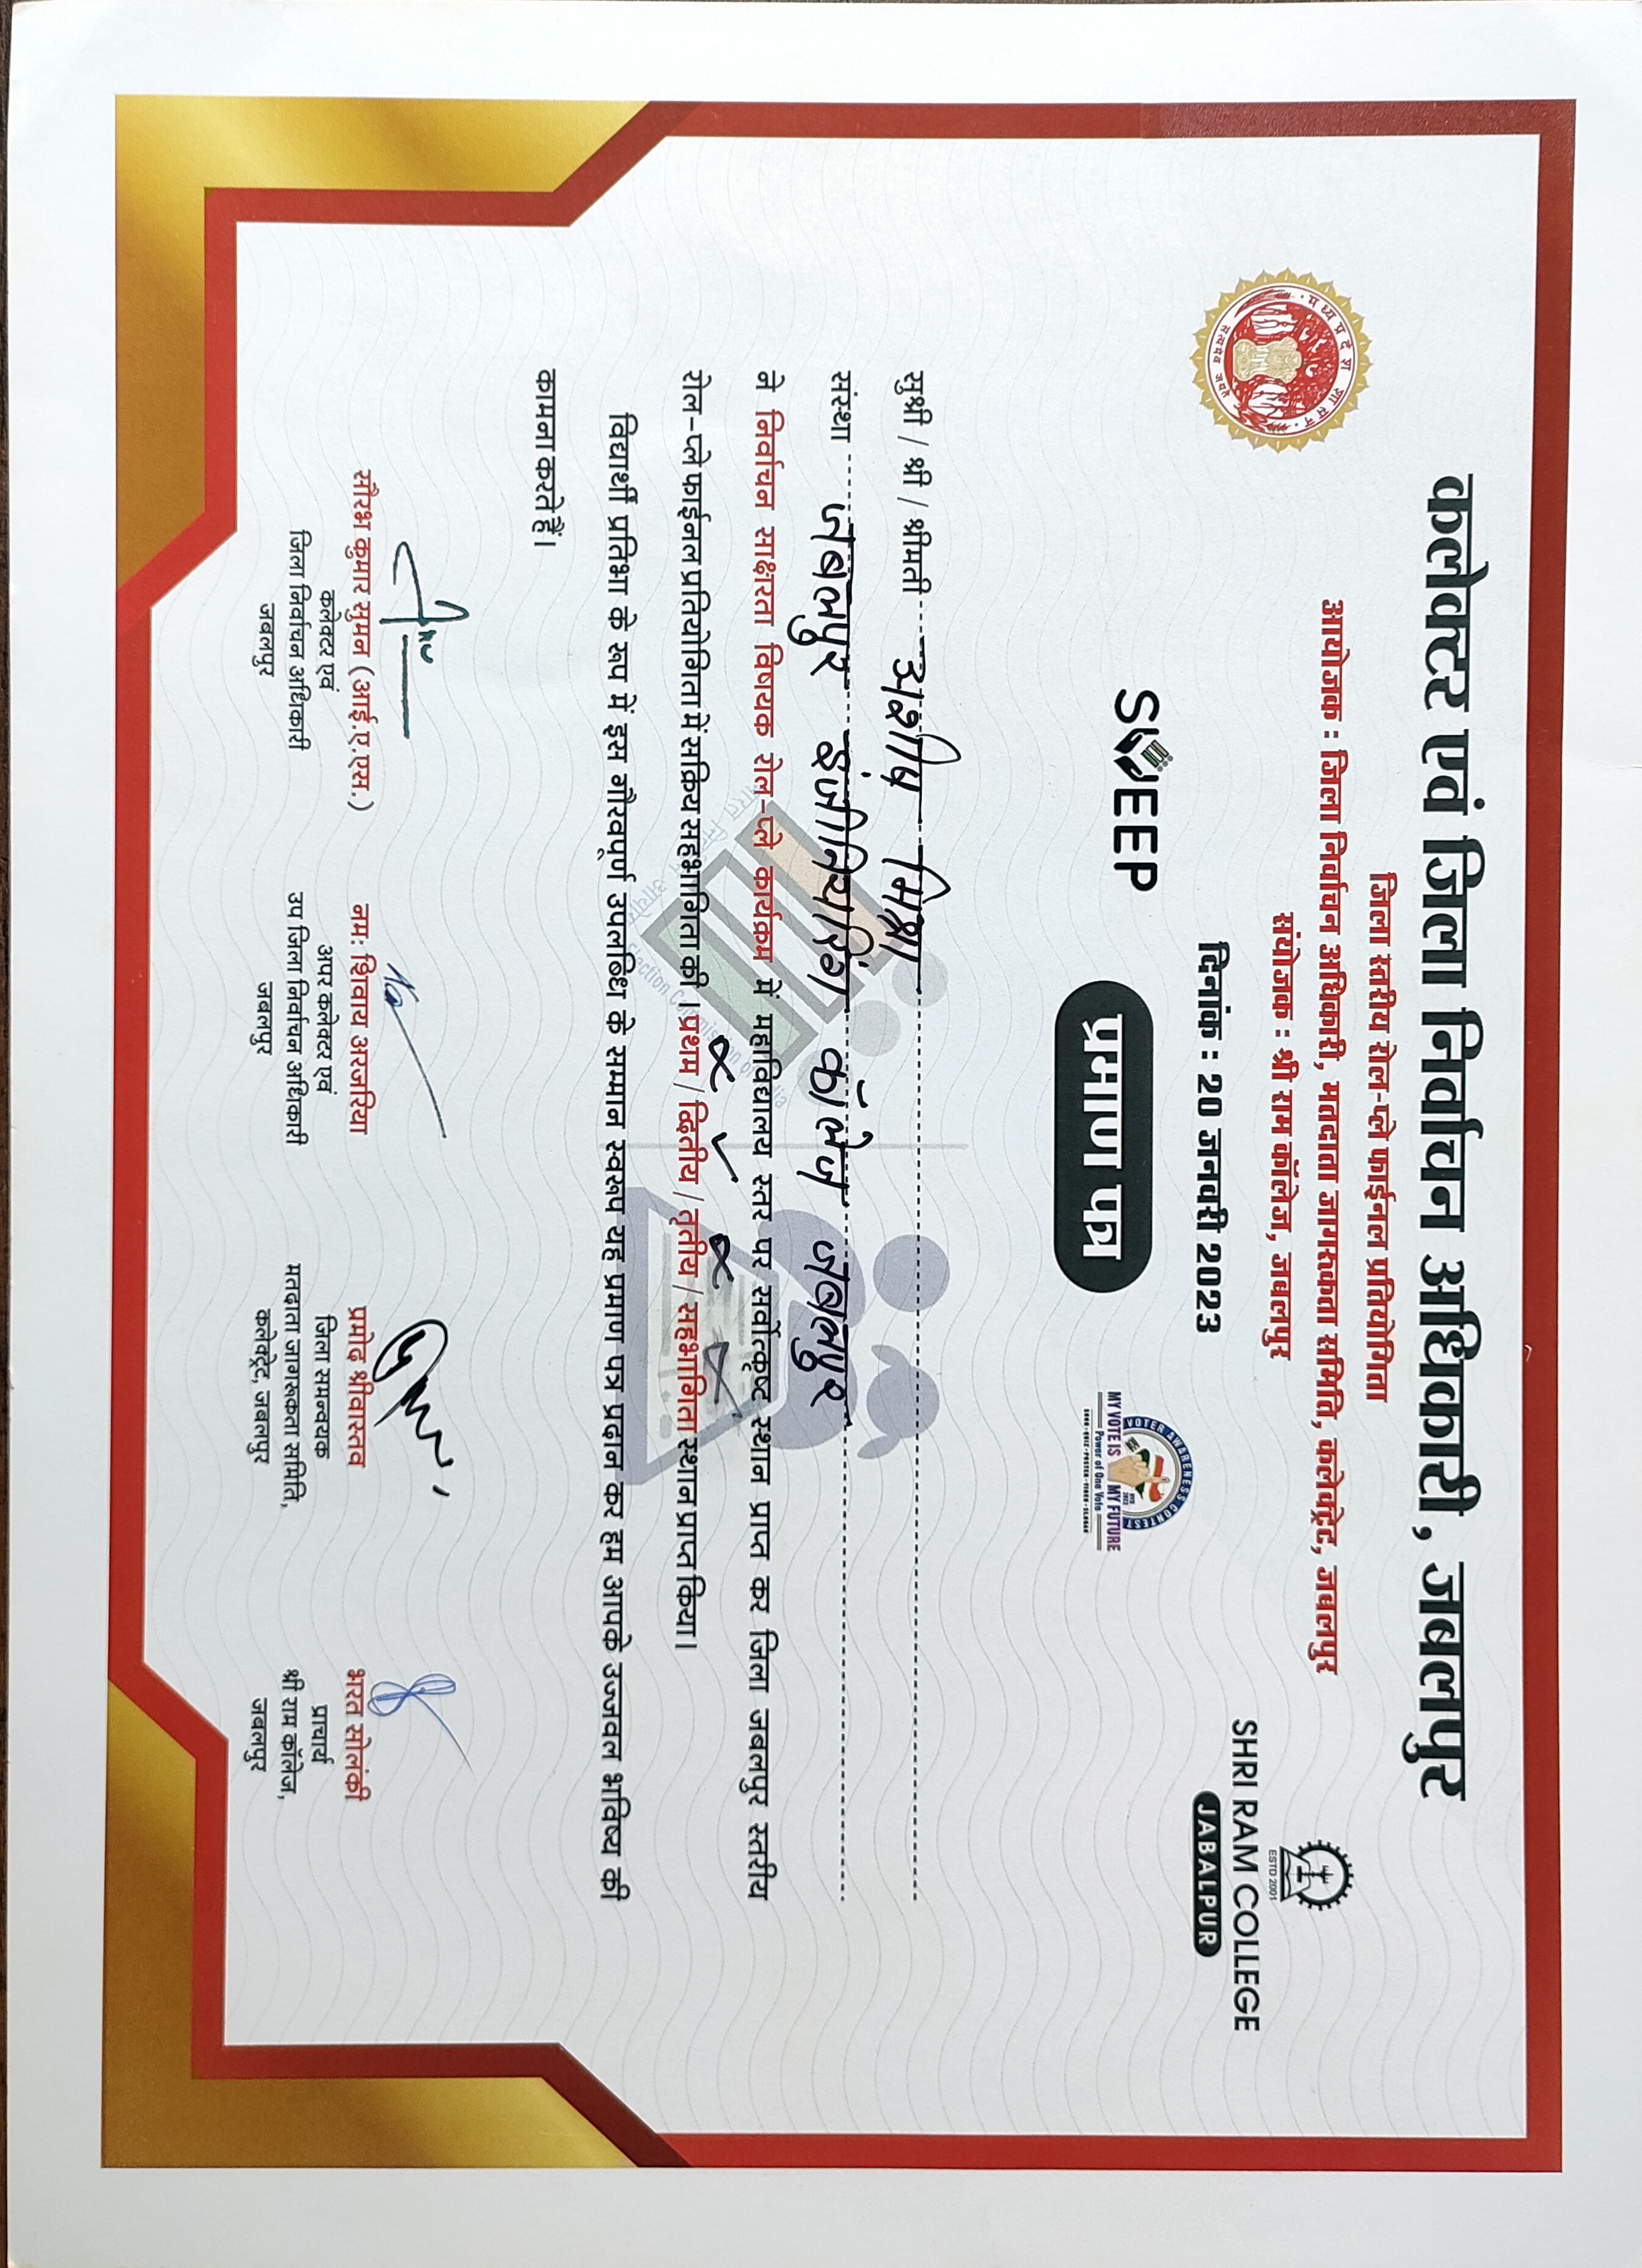 कलेक्टर एवं जिला निर्वाचन अधिकारी, जबलपुर
जिला स्तरीय रोल-प्ले फाईनल प्रतियोगिता
आयोजक : जिला निर्वाचन अधिकारी, मतदाता जागरूकता समिति, कलेक्ट्रेट, जबलपुर
संयोजक : श्री राम कॉलेज, जबलपुर
दिनांक : 20 जनवरी 2023
मध्यप्रदेश शासन
सत्यमेव जयते
ESTD 2001
SHRI RAM COLLEGE
JABALPUR
SWEEP
प्रमाण पत्र
VOTER AWARENESS CONTEST
MY VOTE IS MY FUTURE
Power of One Vote
सुश्री / श्री / श्रीमती अशीष मिश्रा
संस्था जबलपुर इंजीनियरिंग कॉलेज जबलपुर
ने निर्वाचन साक्षरता विषयक रोल-प्ले कार्यक्रम में महाविद्यालय स्तर पर सर्वोत्कृष्ट स्थान प्राप्त कर जिला जबलपुर स्तरीय
रोल-प्ले फाईनल प्रतियोगिता में सक्रिय सहभागिता की । प्रथम / द्वितीय / तृतीय / सहभागिता स्थान प्राप्त किया।
विद्यार्थी प्रतिभा के रूप में इस गौरवपूर्ण उपलब्धि के सम्मान स्वरूप यह प्रमाण पत्र प्रदान कर हम आपके उज्जवल भविष्य की
कामना करते हैं।
सौरभ कुमार सुमन (आई.ए.एस.)
कलेक्टर एवं
जिला निर्वाचन अधिकारी
जबलपुर
नम: शिवाय अरजरिया
अपर कलेक्टर एवं
उप जिला निर्वाचन अधिकारी
जबलपुर
प्रमोद श्रीवास्तव
जिला समन्वयक
मतदाता जागरूकता समिति,
कलेक्ट्रेट, जबलपुर
भरत सोलंकी
प्राचार्य
श्री राम कॉलेज,
जबलपुर